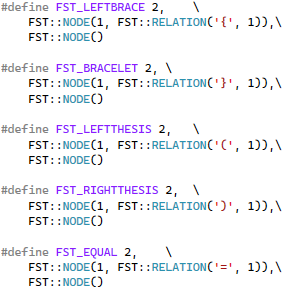 #define FST_LEFTBRACE 2,    \
    FST::NODE(1, FST::RELATION('{', 1)),\
    FST::NODE()

#define FST_BRACELET 2, \
    FST::NODE(1, FST::RELATION('}', 1)),\
    FST::NODE()

#define FST_LEFTTHESIS 2,   \
    FST::NODE(1, FST::RELATION('(', 1)),\
    FST::NODE()

#define FST_RIGHTTHESIS 2,  \
    FST::NODE(1, FST::RELATION(')', 1)),\
    FST::NODE()

#define FST_EQUAL 2,    \
    FST::NODE(1, FST::RELATION('=', 1)),\
    FST::NODE()